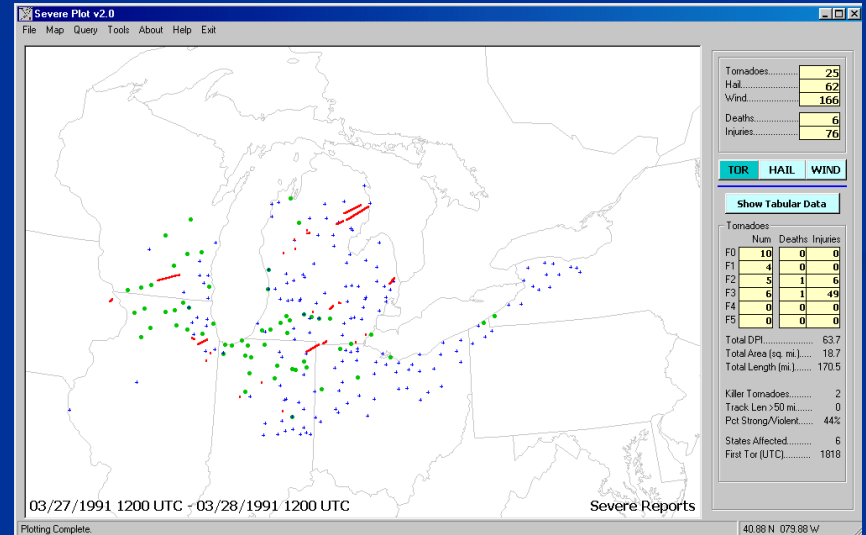 Severe Plot v2.0
File Map Query Tools About Help Exit
Tornadoes............ 25
Hail........................ 62
Wind...................... 166
Deaths.................. 6
Injuries................... 76
TOR HAIL WIND
Show Tabular Data
Tornadoes
Num Deaths Injuries
F0 10 0 0
F1 4 0 0
F2 5 1 6
F3 6 1 49
F4 0 0 0
F5 0 0 0
Total DPI.................... 63.7
Total Area (sq. mi.)..... 18.7
Total Length (mi.)....... 170.5
Killer Tornadoes......... 2
Track Len >50 mi...... 0
Pct Strong/Violent..... 44%
States Affected.......... 6
First Tor (UTC)........... 1818
03/27/1991 1200 UTC - 03/28/1991 1200 UTC
Severe Reports
Plotting Complete.
40.88 N 079.88 W